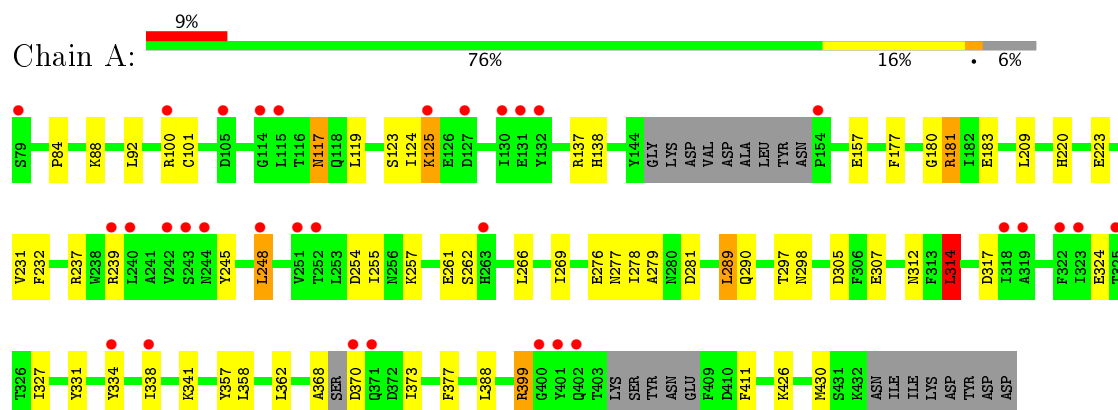 9%
Chain A:
76% 16% • 6%
S79 P84 K88 L92 R100 C101 D105 G114 L115 T116 N117 Q118 L119 S123 I124 K125 E126 D127 I130 E131 Y132 R137 H138 Y144 GLY LYS ASP VAL ASP ALA LEU TYR ASN P154 E157 F177 G180 R181 I182 E183 L209 H220 E223
V231 F232 R237 W238 R239 L240 A241 V242 S243 N244 Y245 L248 V251 T252 L253 D254 I255 N256 K257 E261 S262 H263 L266 I269 E276 N277 I278 A279 N280 D281 L289 Q290 T297 N298 D305 F306 E307 N312 F313 L314 D317 I318 A319 F322 I323 E324 T325
T326 I327 Y331 Y334 I338 K341 Y357 L358 L362 A368 SER D370 Q371 D372 I373 F377 L388 R399 G400 Y401 Q402 T403 LYS SER TYR ASN GLU F409 D410 F411 K426 M430 S431 K432 ASN ILE ILE LYS ASP TYR ASP ASP